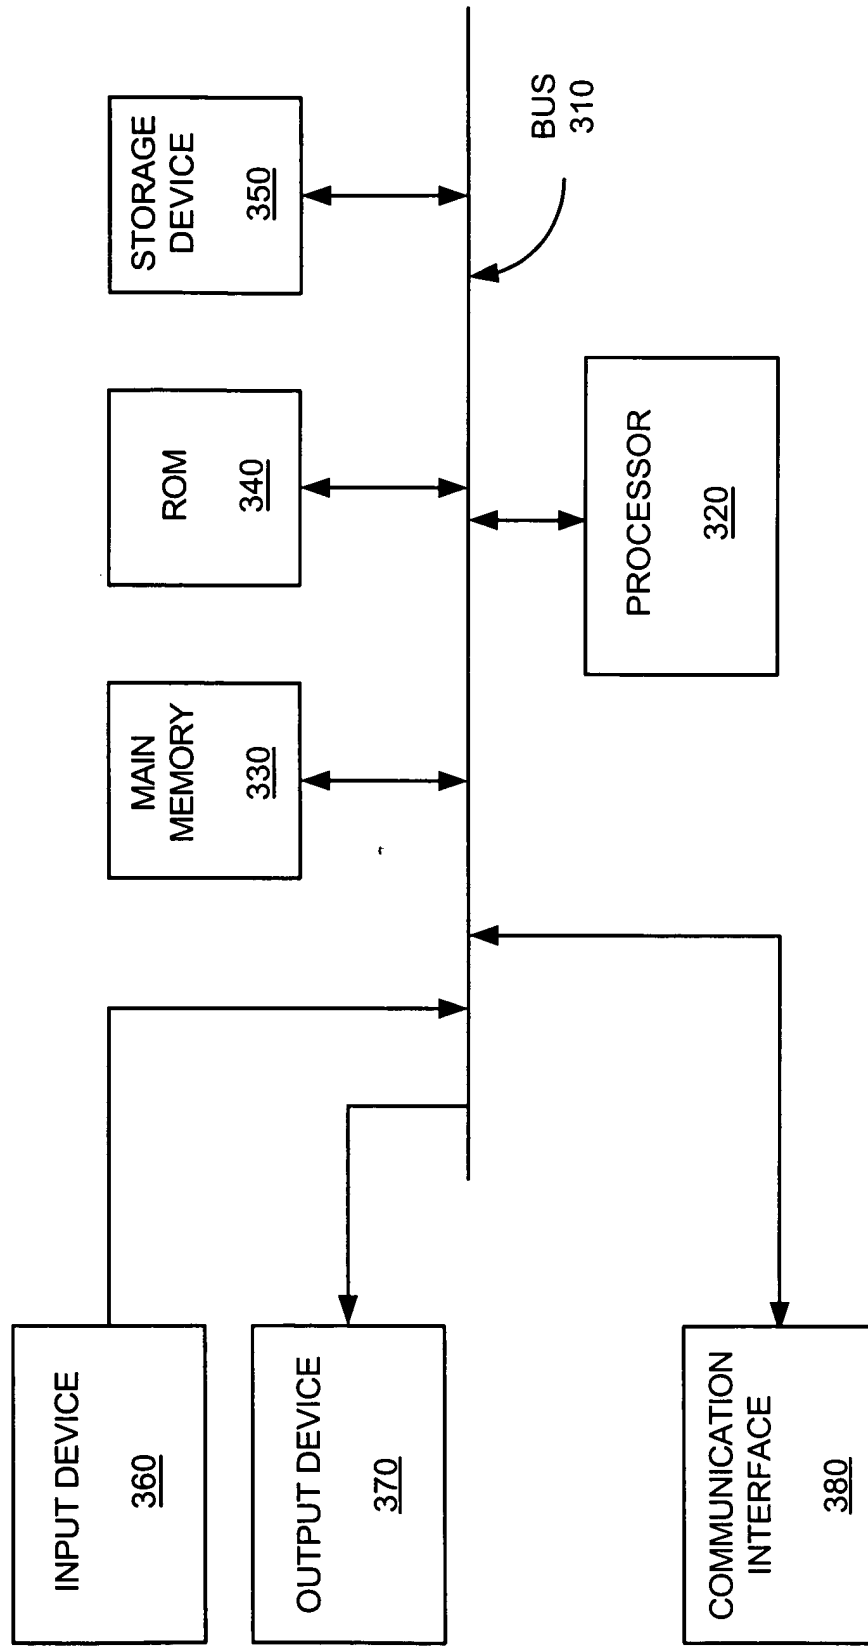 INPUT DEVICE
360
OUTPUT DEVICE
370
COMMUNICATION
INTERFACE
380
MAIN
MEMORY
330
ROM
340
STORAGE
DEVICE
350
PROCESSOR
320
BUS
310